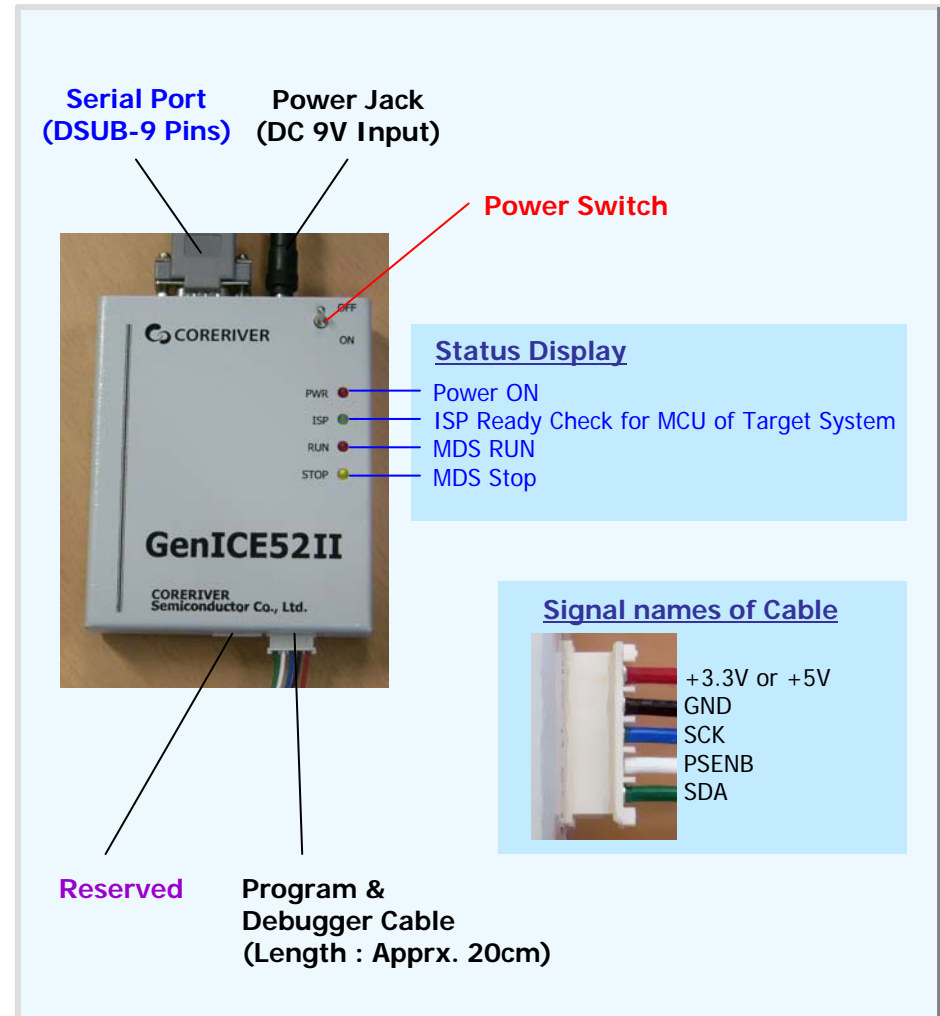 Serial Port
(DSUB-9 Pins)
Power Jack
(DC 9V Input)
Power Switch
CORERIVER
OFF
ON
PWR
ISP
RUN
STOP
GenICE52II
CORERIVER
Semiconductor Co., Ltd.
Status Display
Power ON
ISP Ready Check for MCU of Target System
MDS RUN
MDS Stop
Signal names of Cable
+3.3V or +5V
GND
SCK
PSENB
SDA
Reserved
Program &
Debugger Cable
(Length : Apprx. 20cm)